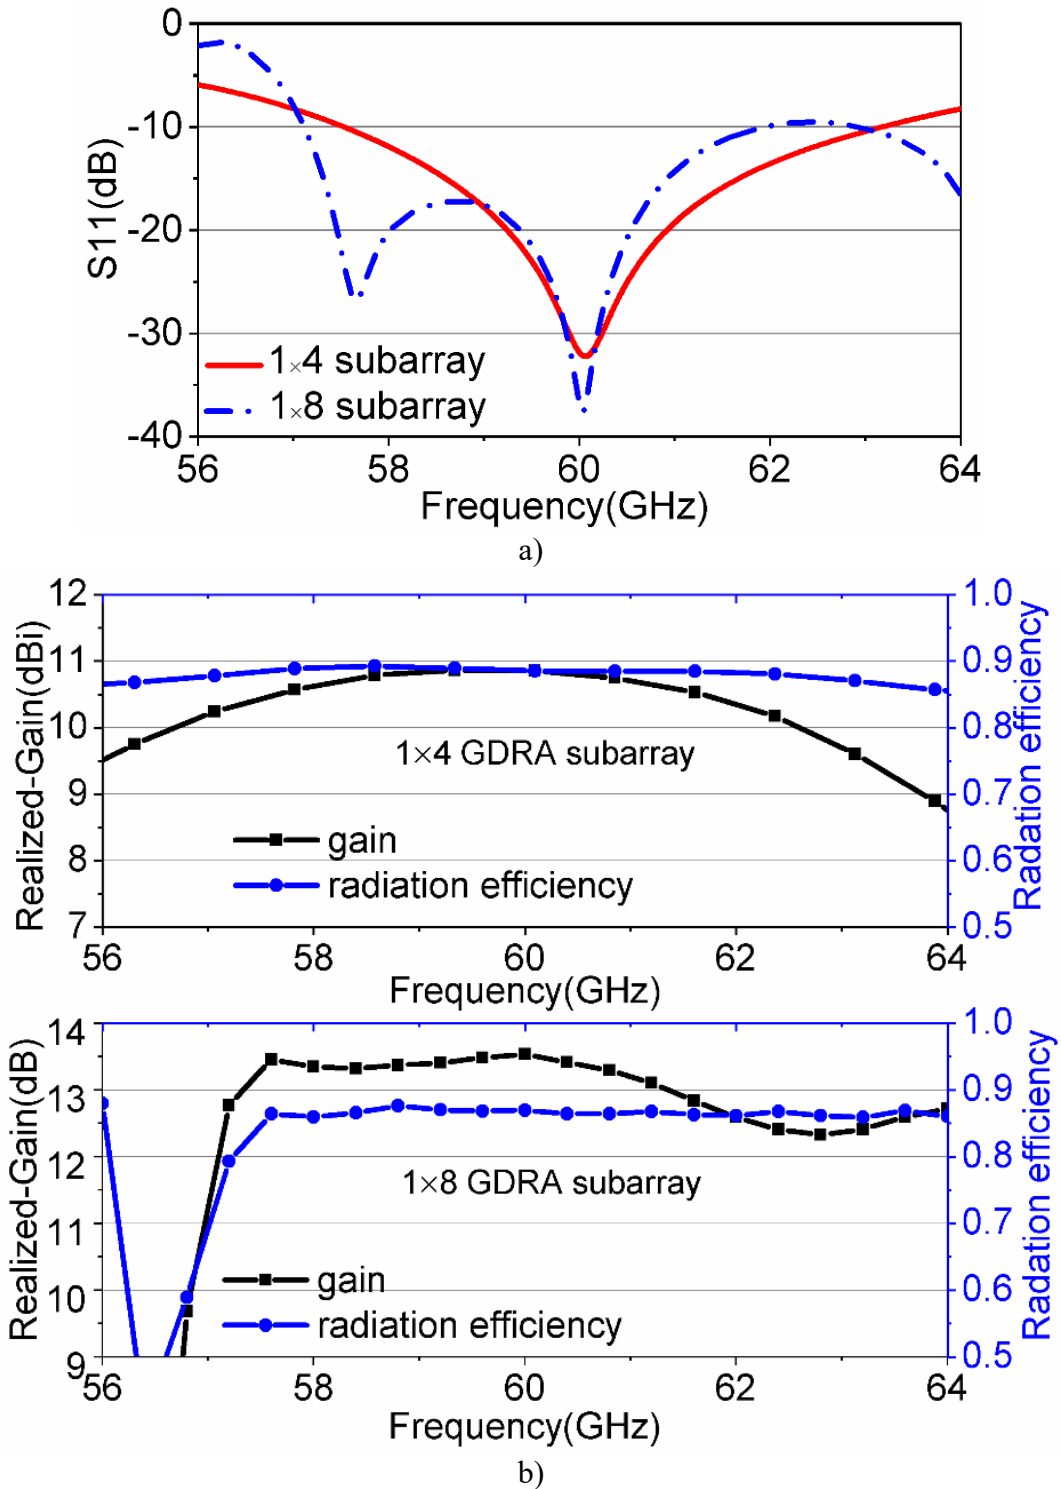 0
-10
-20
-30
-40
S11(dB)
1×4 subarray
1×8 subarray
56 58 60 62 64
Frequency(GHz)
a)
12
11
10
9
8
7
Realized-Gain(dBi)
1.0
0.9
0.8
0.7
0.6
0.5
Radation efficiency
1×4 GDRA subarray
gain
radiation efficiency
56 58 60 62 64
Frequency(GHz)
14
13
12
11
10
9
Realized-Gain(dB)
1.0
0.9
0.8
0.7
0.6
0.5
Radation efficiency
1×8 GDRA subarray
gain
radiation efficiency
56 58 60 62 64
Frequency(GHz)
b)